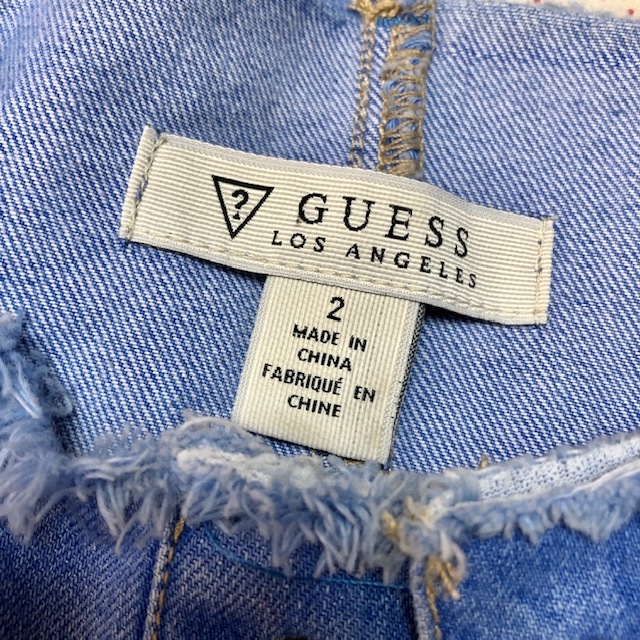 ?
GUESS
LOS ANGELES
2
MADE IN
CHINA
FABRIQUÉ EN
CHINE